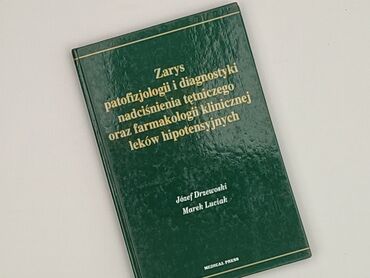 Zarys
patofizjologii i diagnostyki
nadciśnienia tętniczego
oraz farmakologii klinicznej
leków hipotensyjnych
Józef Drzewoski
Marek Luciak
MEDICAL PRESS